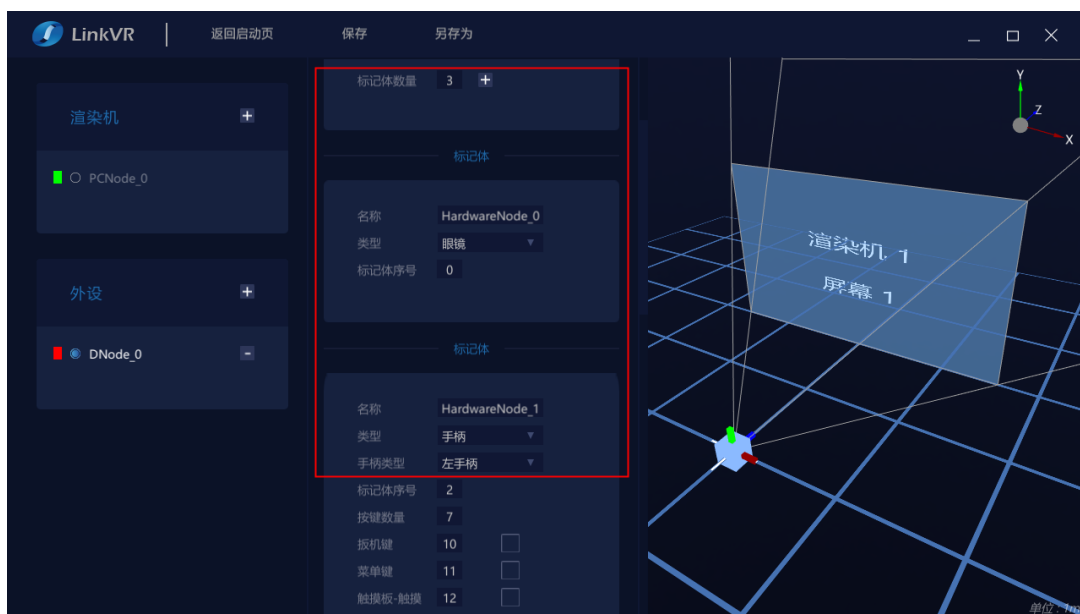 LinkVR
返回启动页
保存
另存为
渲染机
PCNode_0
外设
DNode_0
标记体数量 3
标记体
名称 HardwareNode_0
类型 眼镜
标记体序号 0
标记体
名称 HardwareNode_1
类型 手柄
手柄类型 左手柄
标记体序号 2
按键数量 7
扳机键 10
菜单键 11
触摸板-触摸 12
Y
Z
X
渲染机 1
屏幕 1